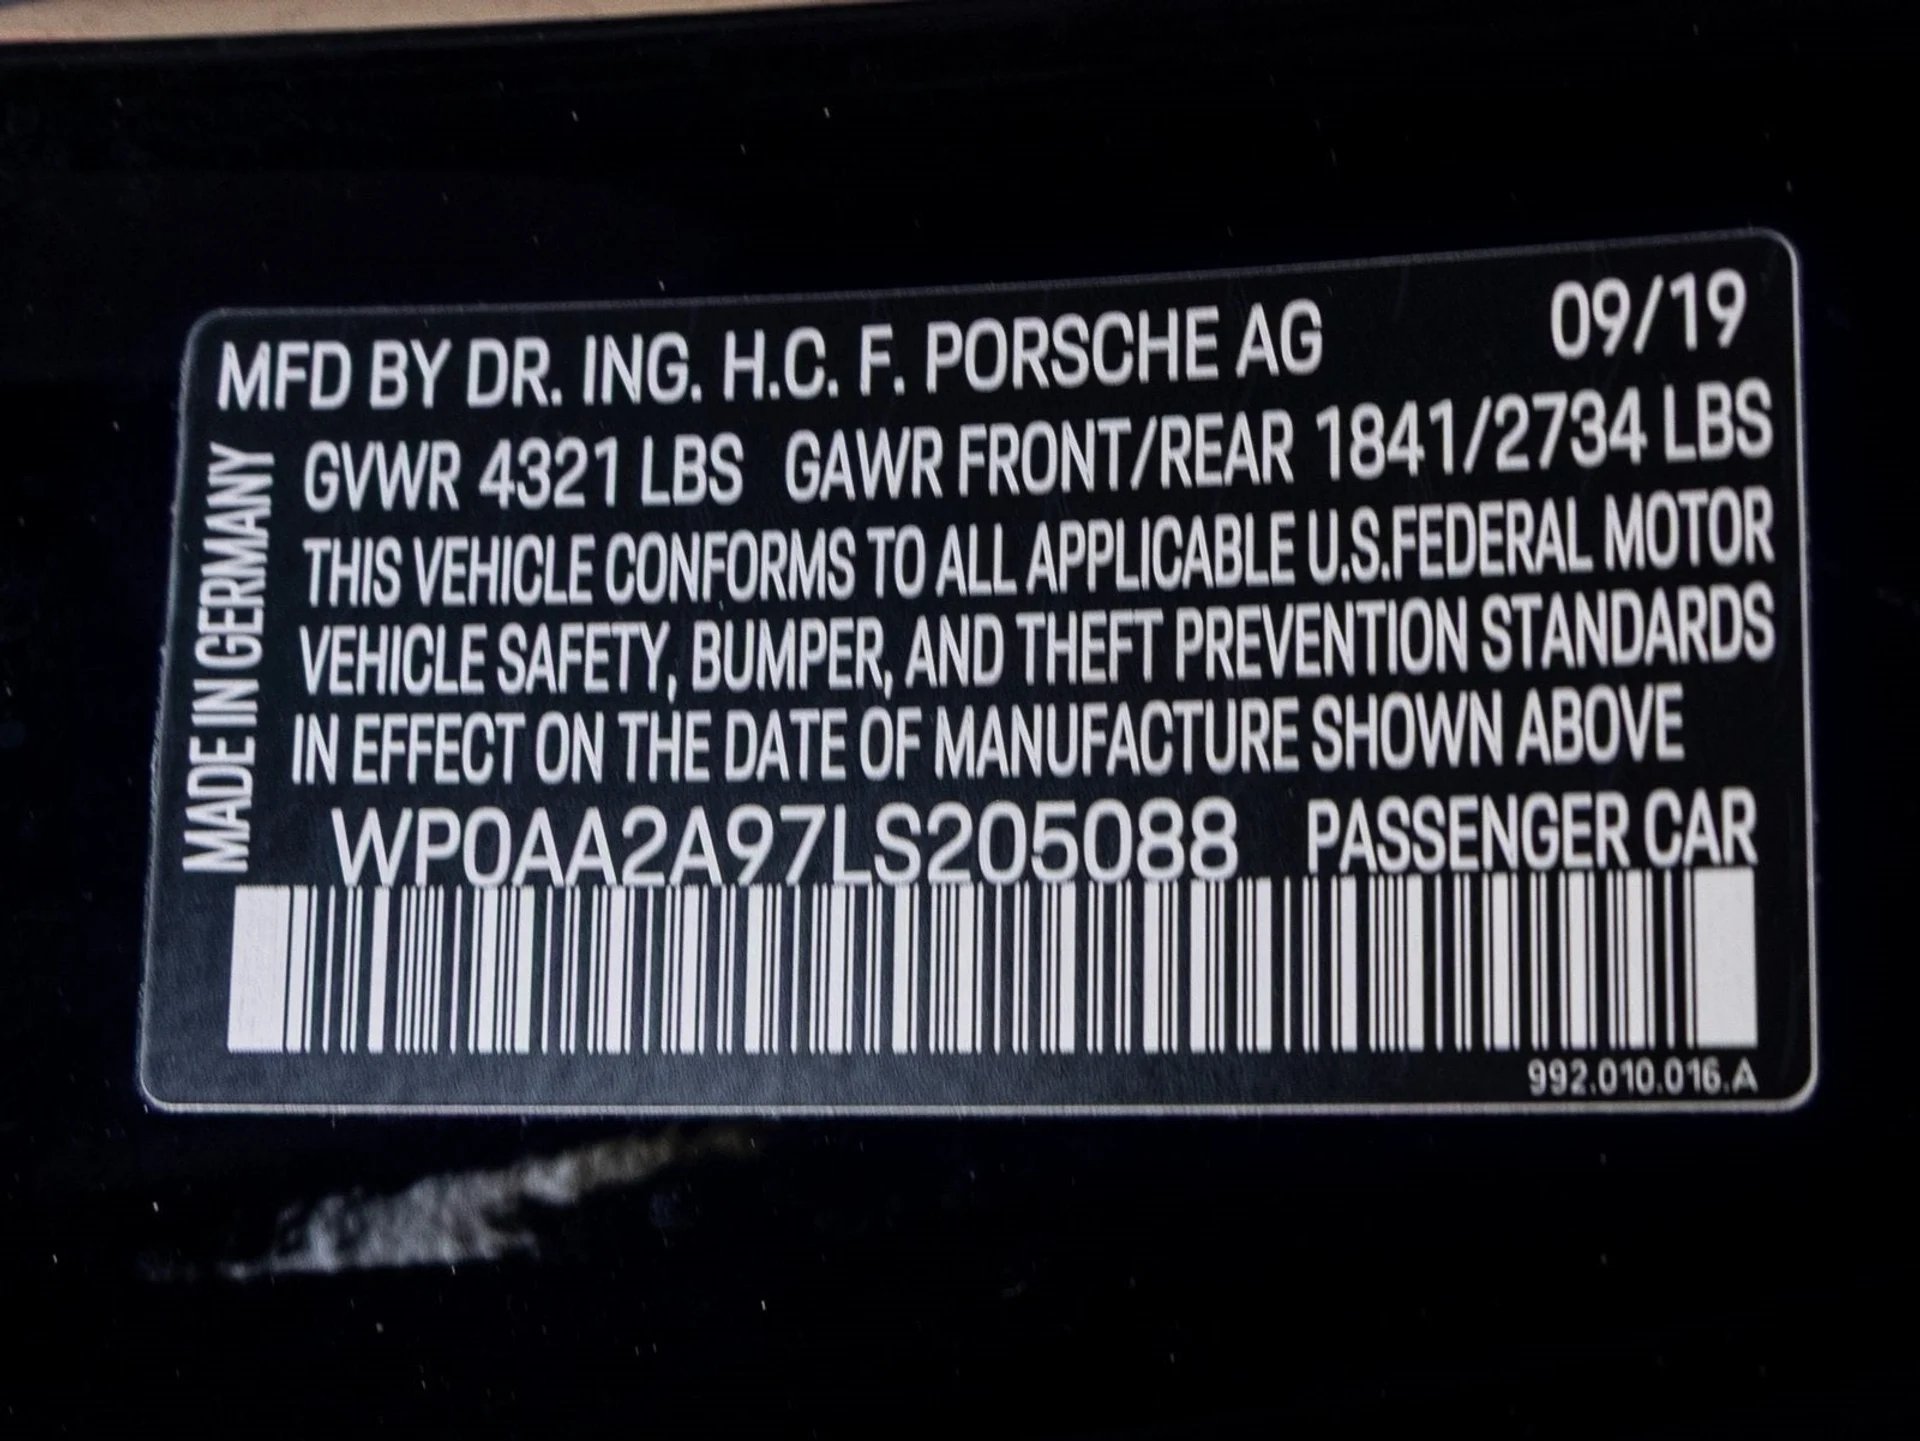 MFD BY DR. ING. H.C. F. PORSCHE AG 09/19
GVWR 4321 LBS GAWR FRONT/REAR 1841/2734 LBS
THIS VEHICLE CONFORMS TO ALL APPLICABLE U.S.FEDERAL MOTOR
VEHICLE SAFETY, BUMPER, AND THEFT PREVENTION STANDARDS
IN EFFECT ON THE DATE OF MANUFACTURE SHOWN ABOVE
MADE IN GERMANY
WP0AA2A97LS205088 PASSENGER CAR
992.010.016.A